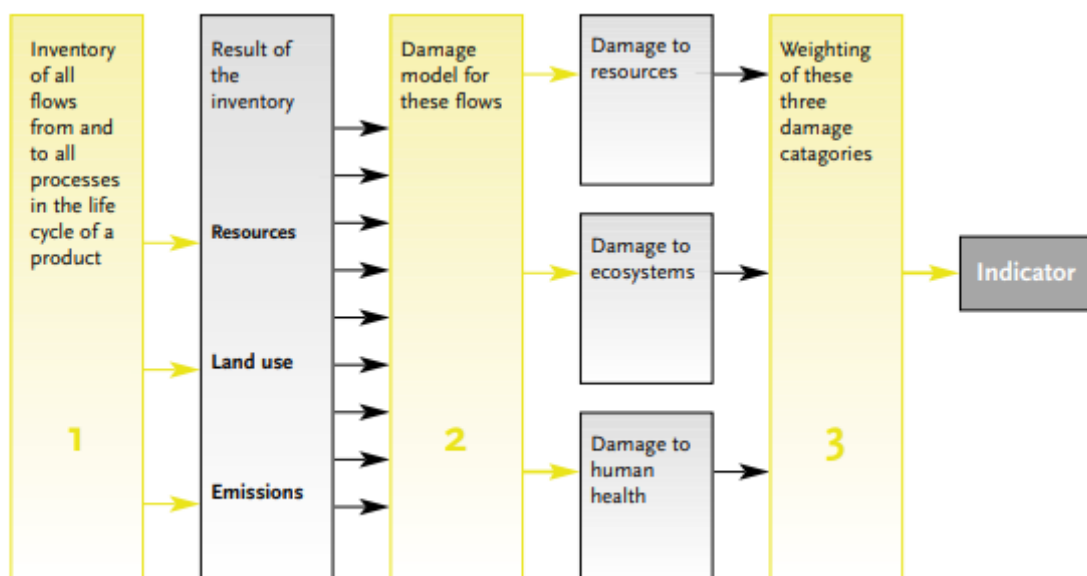 Inventory
of all
flows
from and
to all
processes
in the life
cycle of a
product
1
Result of
the
inventory
Resources
Land use
Emissions
Damage
model for
these flows
2
Damage to
resources
Damage to
ecosystems
Damage to
human
health
Weighting
of these
three
damage
catagories
3
Indicator